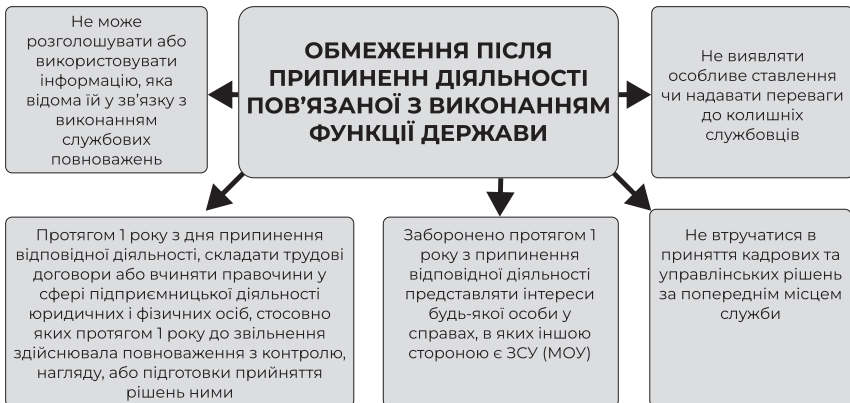 Не може
розголошувати або
використовувати
інформацію, яка
відома їй у зв’язку з
виконанням
службових
повноважень
ОБМЕЖЕННЯ ПІСЛЯ
ПРИПИНЕНН ДІЯЛЬНОСТІ
ПОВ’ЯЗАНОЇ З ВИКОНАННЯМ
ФУНКЦІЇ ДЕРЖАВИ
Не виявляти
особливе ставлення
чи надавати переваги
до колишніх
службовців
Протягом 1 року з дня припинення
відповідної діяльності, складати трудові
договори або вчиняти правочини у
сфері підприємницької діяльності
юридичних і фізичних осіб, стосовно
яких протягом 1 року до звільнення
здійснювала повноваження з контролю,
нагляду, або підготовки прийняття
рішень ними
Заборонено протягом 1
року з припинення
відповідної діяльності
представляти інтереси
будь-якої особи у
справах, в яких іншою
стороною є ЗСУ (МОУ)
Не втручатися в
приняття кадрових та
управлінських рішень
за попереднім місцем
служби